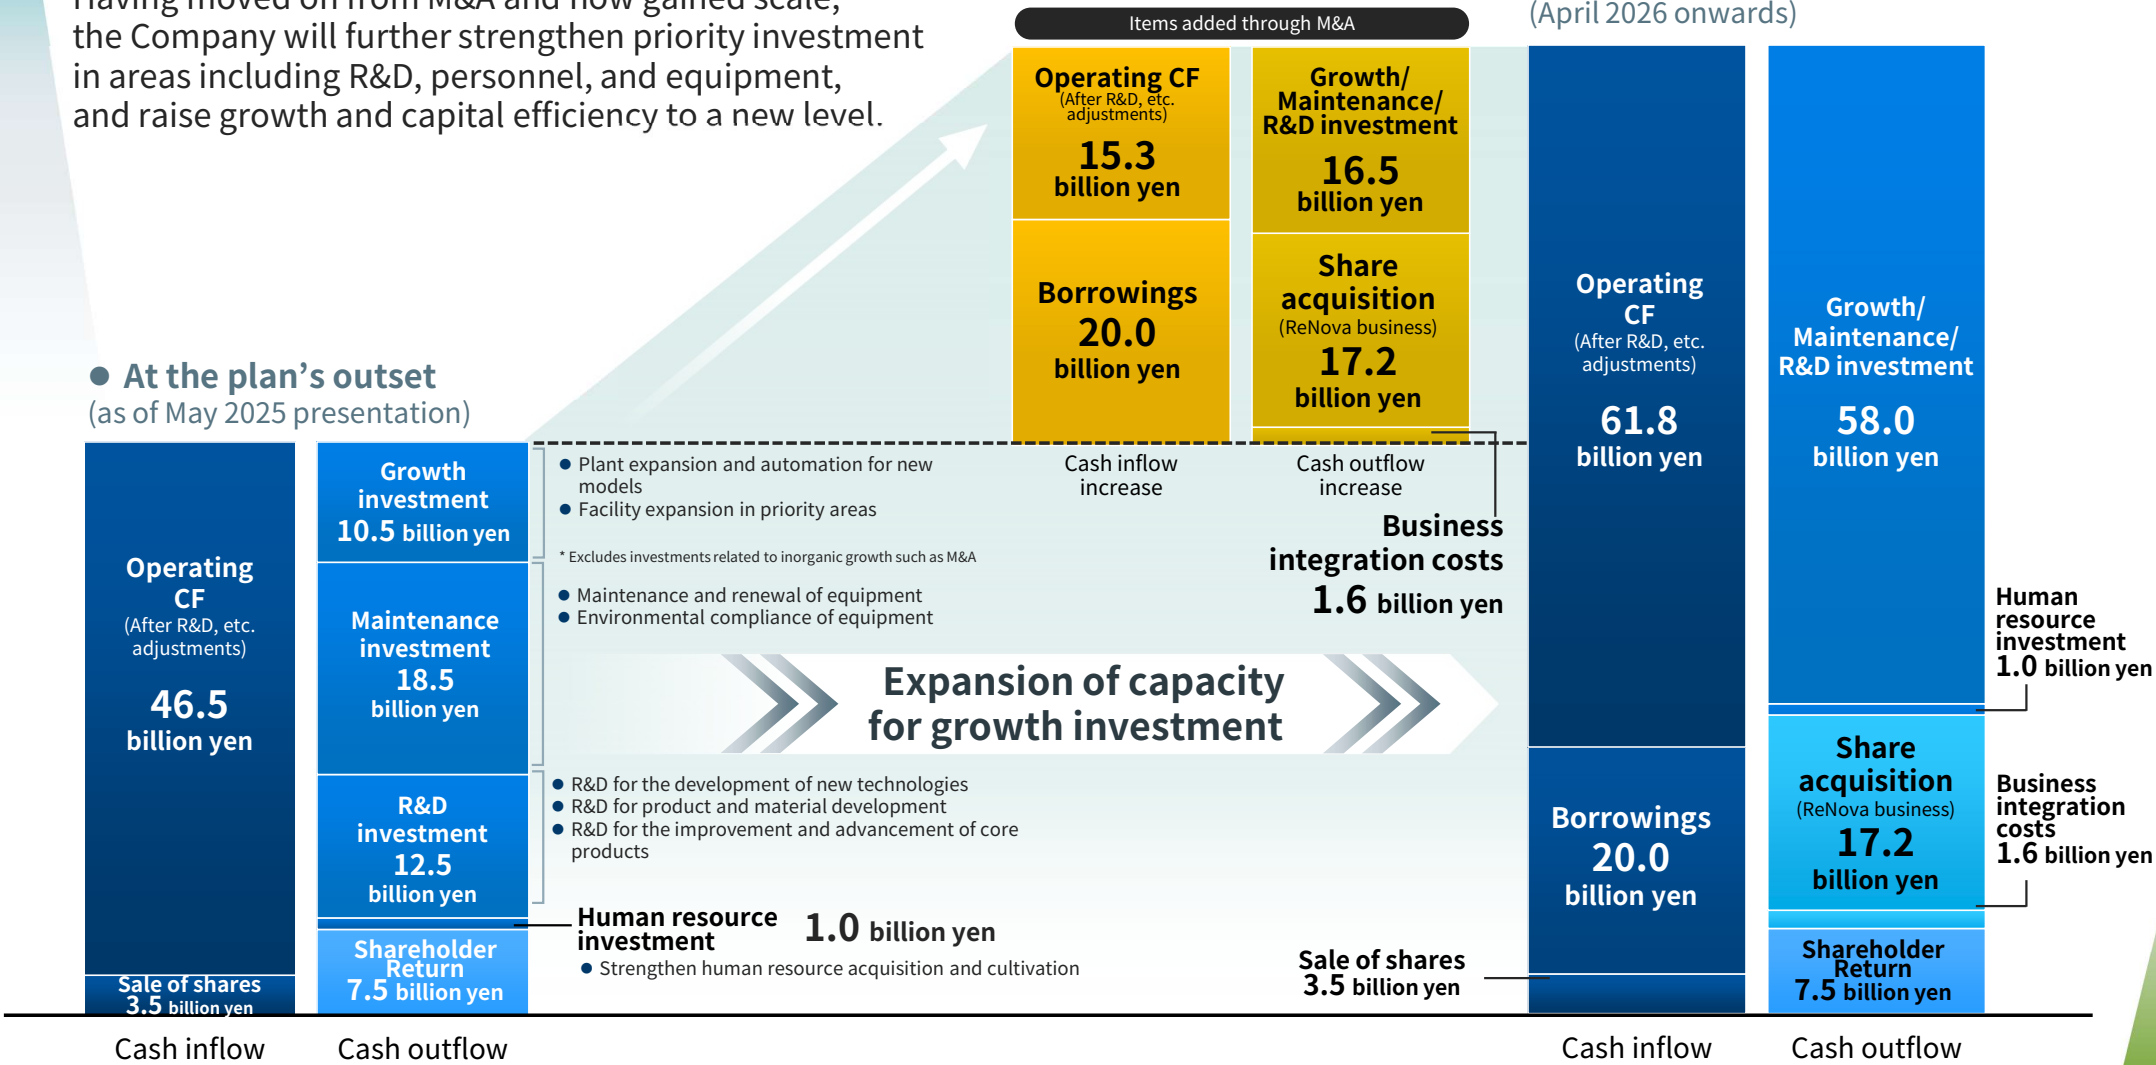 Having moved on from M&A and now gained scale,
the Company will further strengthen priority investment
in areas including R&D, personnel, and equipment,
and raise growth and capital efficiency to a new level.
● At the plan's outset
(as of May 2025 presentation)
Operating
CF
(After R&D, etc.
adjustments)
46.5
billion yen
Sale of shares
3.5 billion yen
Cash inflow
Growth
investment
10.5 billion yen
Maintenance
investment
18.5
billion yen
R&D
investment
12.5
billion yen
Shareholder
Return
7.5 billion yen
Cash outflow
● Plant expansion and automation for new
models
● Facility expansion in priority areas
* Excludes investments related to inorganic growth such as M&A
● Maintenance and renewal of equipment
● Environmental compliance of equipment
Expansion of capacity
for growth investment
● R&D for the development of new technologies
● R&D for product and material development
● R&D for the improvement and advancement of core
products
Human resource
investment
1.0 billion yen
● Strengthen human resource acquisition and cultivation
Items added through M&A
Operating CF
(After R&D, etc.
adjustments)
15.3
billion yen
Borrowings
20.0
billion yen
Cash inflow
increase
Growth/
Maintenance/
R&D investment
16.5
billion yen
Share
acquisition
(ReNova business)
17.2
billion yen
Cash outflow
increase
Business
integration costs
1.6 billion yen
(April 2026 onwards)
Operating
CF
(After R&D, etc.
adjustments)
61.8
billion yen
Borrowings
20.0
billion yen
Sale of shares
3.5 billion yen
Cash inflow
Growth/
Maintenance/
R&D investment
58.0
billion yen
Human
resource
investment
1.0 billion yen
Share
acquisition
(ReNova business)
17.2
billion yen
Business
integration
costs
1.6 billion yen
Shareholder
Return
7.5 billion yen
Cash outflow